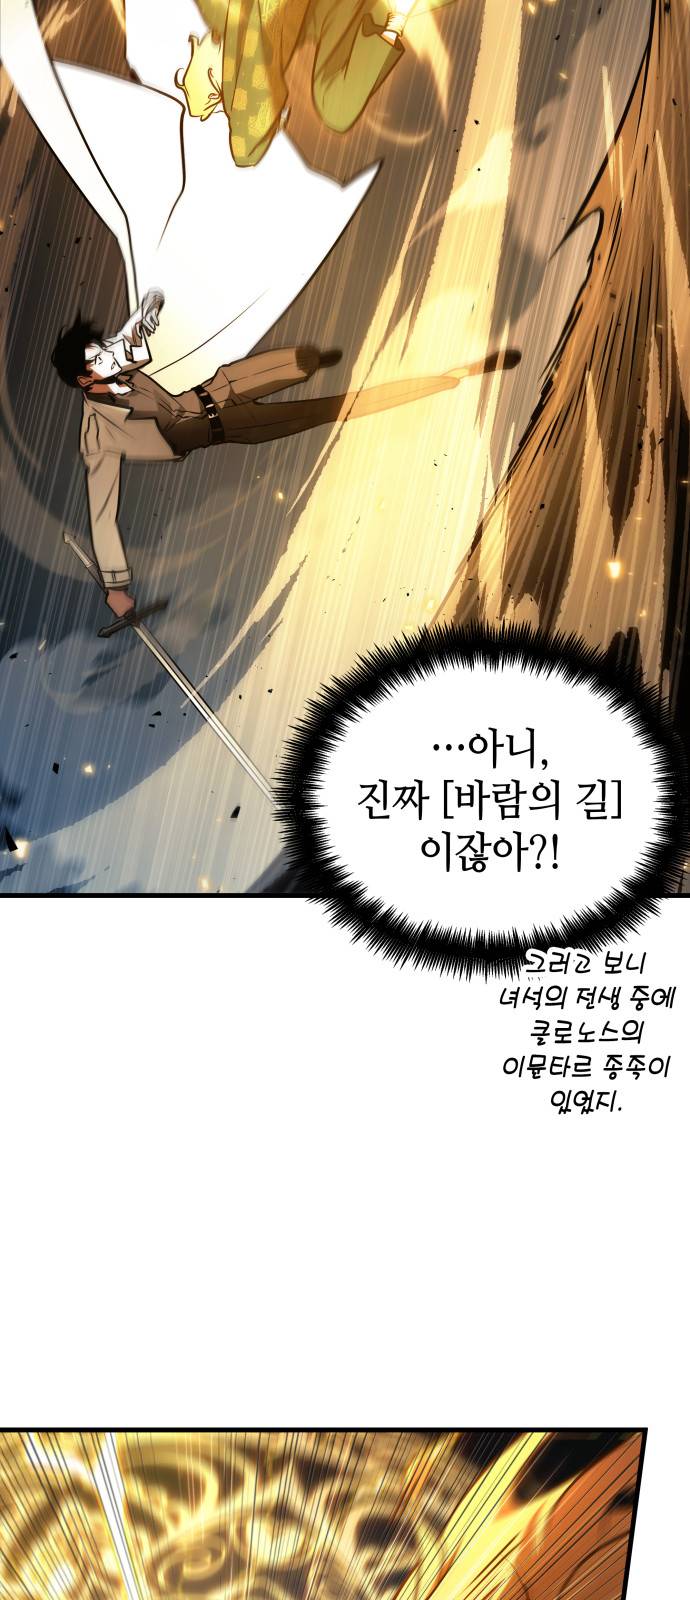 …아니,
진짜 [바람의 길]
이잖아?!
그러고 보니
녀석의 전생 중에
클로노스의
이뮨타르 종족이
있었지.